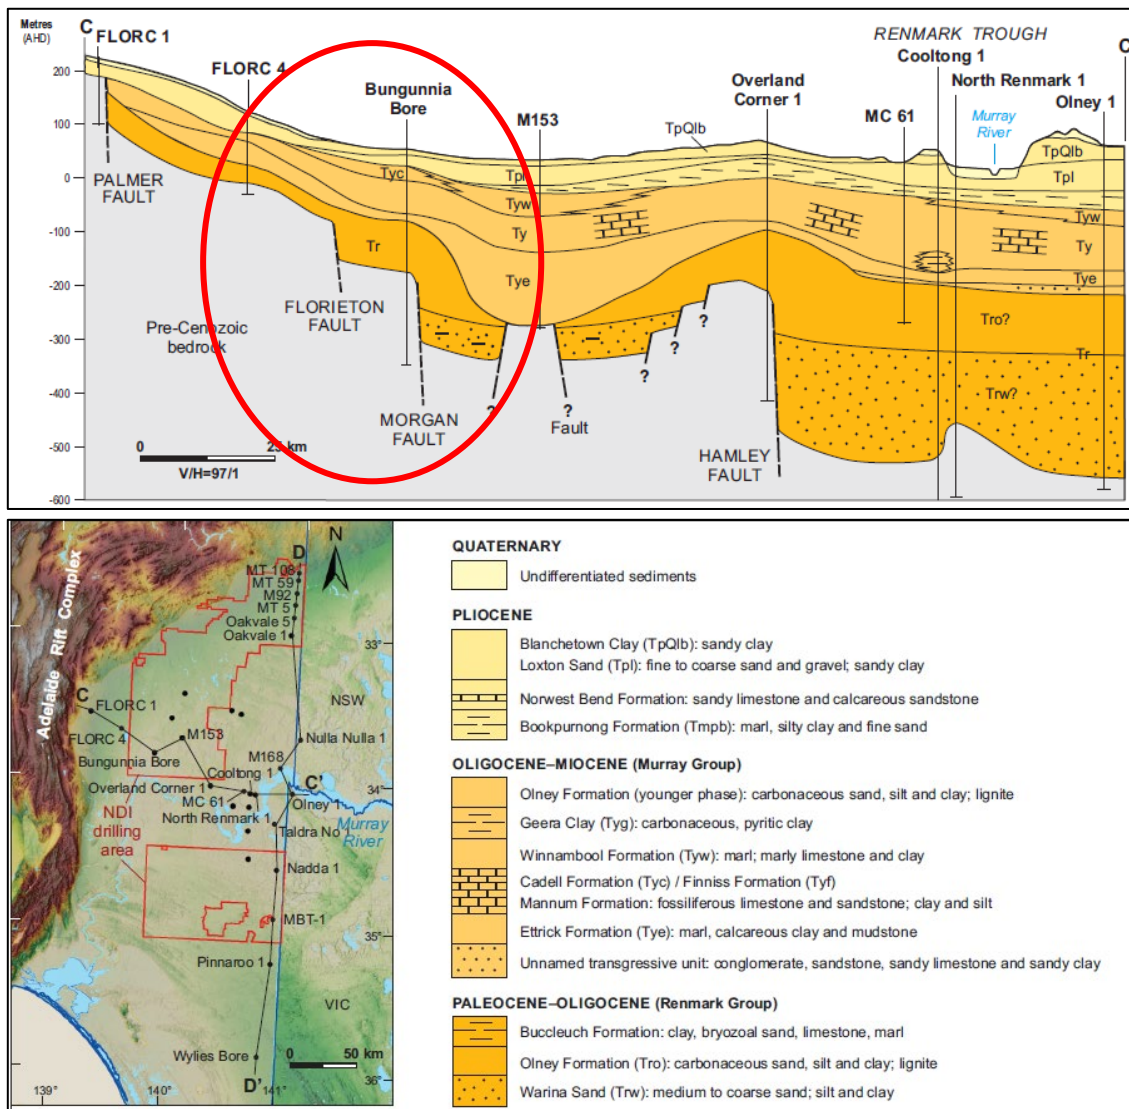 Metres
(AHD)
C
FLORC 1
FLORC 4
Bungunnia
Bore
M153
Overland
Corner 1
RENMARK TROUGH
Cooltong 1
North Renmark 1
MC 61
Murray
River
Olney 1
C
200
100
0
-100
-200
-300
-400
-500
-600
TpQlb
TpQlb
Tpl
Tpl
Tyc
Tyw
Tyw
Ty
Ty
Tye
Tye
Tr
Tro?
Tr
Trw?
PALMER
FAULT
FLORIETON
FAULT
Pre-Cenozoic
bedrock
MORGAN
FAULT
?
?
Fault
?
?
?
HAMLEY
FAULT
0
25 km
V/H=97/1
Adelaide Rift Complex
N
D
MT 108
MT 59
M92
MT 5
Oakvale 5
Oakvale 1
33°
NSW
C
FLORC 1
FLORC 4
M153
Bungunnia Bore
Nulla Nulla 1
M168
Cooltong 1
C'
34°
Overland Corner 1
MC 61
Olney 1
North Renmark 1
Murray
River
NDI
drilling
area
Taldra No 1
Nadda 1
MBT-1
35°
Pinnaroo 1
VIC
Wylies Bore
D'
0
50 km
36°
139°
140°
141°
QUATERNARY
Undifferentiated sediments
PLIOCENE
Blanchetown Clay (TpQlb): sandy clay
Loxton Sand (Tpl): fine to coarse sand and gravel; sandy clay
Norwest Bend Formation: sandy limestone and calcareous sandstone
Bookpurnong Formation (Tmpb): marl, silty clay and fine sand
OLIGOCENE–MIOCENE (Murray Group)
Olney Formation (younger phase): carbonaceous sand, silt and clay; lignite
Geera Clay (Tyg): carbonaceous, pyritic clay
Winnambool Formation (Tyw): marl; marly limestone and clay
Cadell Formation (Tyc) / Finniss Formation (Tyf)
Mannum Formation: fossiliferous limestone and sandstone; clay and silt
Ettrick Formation (Tye): marl, calcareous clay and mudstone
Unnamed transgressive unit: conglomerate, sandstone, sandy limestone and sandy clay
PALEOCENE–OLIGOCENE (Renmark Group)
Buccleuch Formation: clay, bryozoal sand, limestone, marl
Olney Formation (Tro): carbonaceous sand, silt and clay; lignite
Warina Sand (Trw): medium to coarse sand; silt and clay